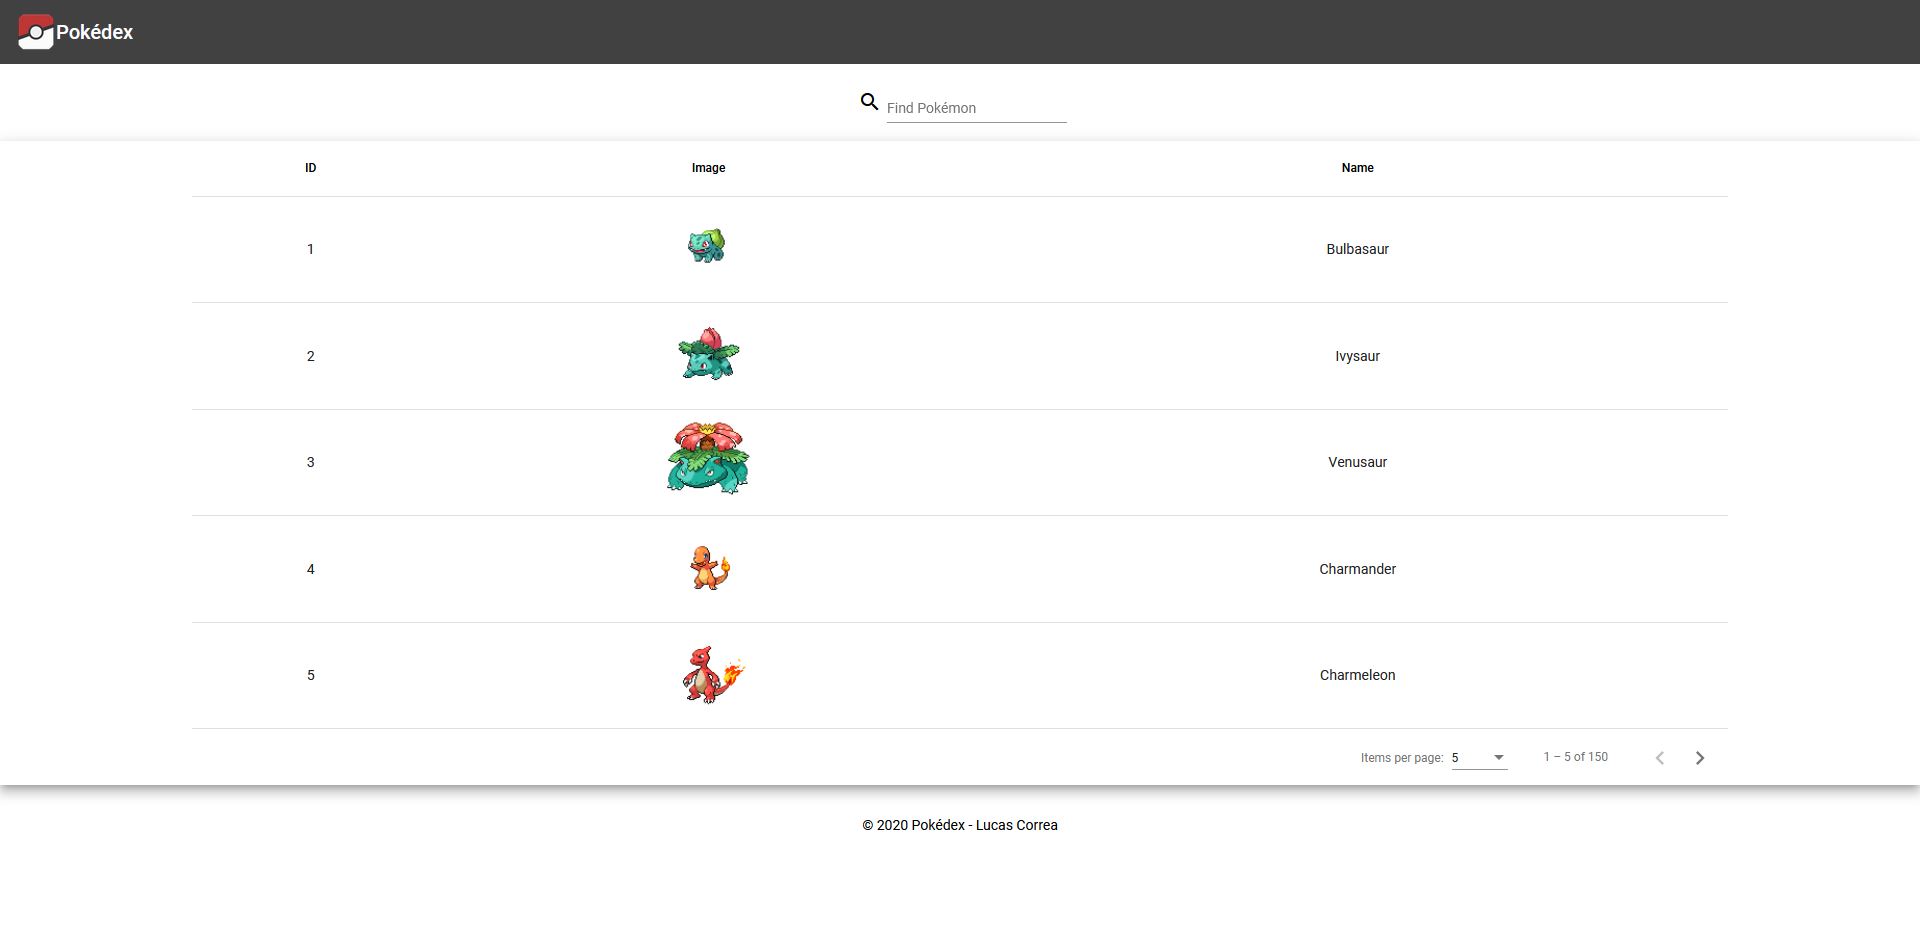 Pokédex
Find Pokémon
ID Image Name
1 Bulbasaur
2 Ivysaur
3 Venusaur
4 Charmander
5 Charmeleon
Items per page: 5 1 – 5 of 150
© 2020 Pokédex - Lucas Correa